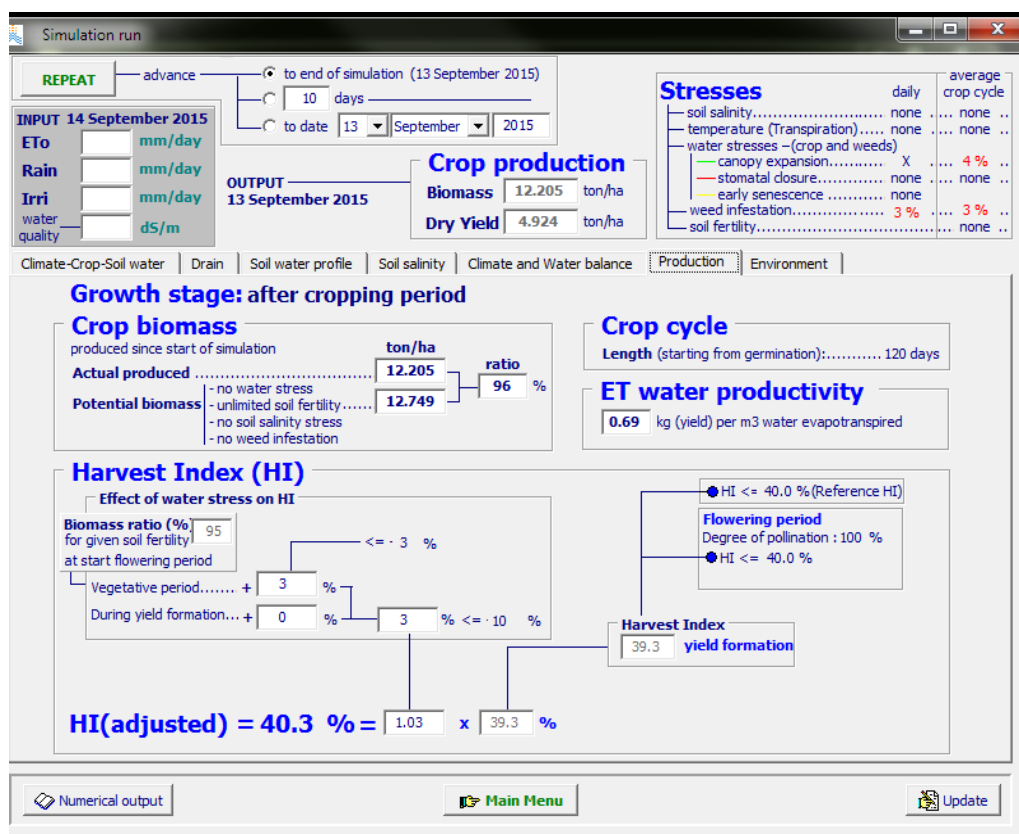 Simulation run
REPEAT
advance
to end of simulation (13 September 2015)
10 days
to date 13 September 2015
INPUT 14 September 2015
ETo mm/day
Rain mm/day
Irri mm/day
water
quality dS/m
OUTPUT
13 September 2015
Crop production
Biomass 12.205 ton/ha
Dry Yield 4.924 ton/ha
average
Stresses daily crop cycle
soil salinity........................ none .... none ..
temperature (Transpiration)..... none .... none ..
water stresses –(crop and weeds)
canopy expansion........... X .... 4 % ..
stomatal closure............. none .... none ..
early senescence ............ none
weed infestation................. 3 % .... 3 % ..
soil fertility........................................ none ..
Climate-Crop-Soil water Drain Soil water profile Soil salinity Climate and Water balance Production Environment
Growth stage: after cropping period
Crop biomass
produced since start of simulation ton/ha
ratio
Actual produced .................................. 12.205
96 %
- no water stress
Potential biomass - unlimited soil fertility...... 12.749
- no soil salinity stress
- no weed infestation
Crop cycle
Length (starting from germination):........... 120 days
ET water productivity
0.69 kg (yield) per m3 water evapotranspired
Harvest Index (HI)
Effect of water stress on HI
Biomass ratio (%)
for given soil fertility 95
at start flowering period
<= · 3 %
Vegetative period....... + 3 %
During yield formation... + 0 % 3 % <= · 10 %
HI <= 40.0 % (Reference HI)
Flowering period
Degree of pollination : 100 %
HI <= 40.0 %
Harvest Index
39.3 yield formation
HI(adjusted) = 40.3 % = 1.03 x 39.3 %
Numerical output
Main Menu
Update